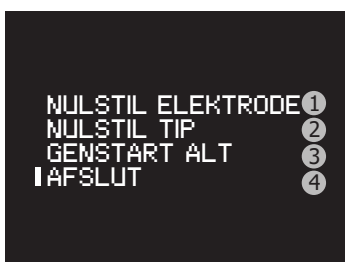 NULSTIL ELEKTRODE 1
NULSTIL TIP 2
GENSTART ALT 3
AFSLUT 4